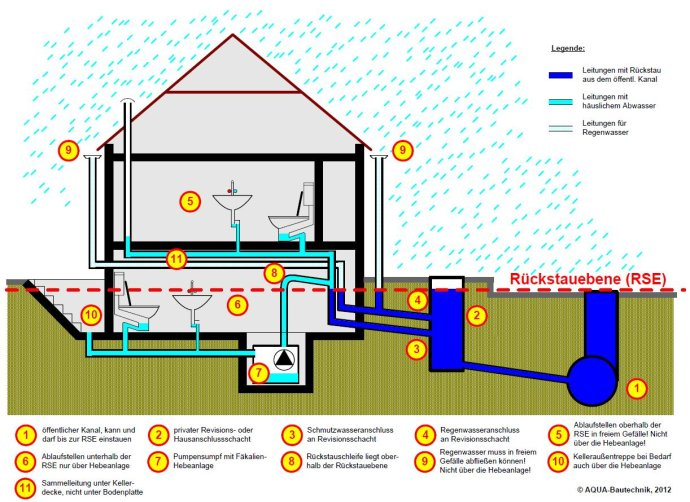 Legende:
Leitungen mit Rückstau
aus dem öffentl. Kanal
Leitungen mit
häuslichem Abwasser
Leitungen für
Regenwasser
9
9
5
11
8
Rückstauebene (RSE)
10
6
4
2
3
7
1
1 öffentlicher Kanal, kann und
darf bis zur RSE einstauen
2 privater Revisions- oder
Hausanschlussschacht
3 Schmutzwasseranschluss
an Revisionsschacht
4 Regenwasseranschluss
an Revisionsschacht
5 Ablaufstellen oberhalb der
RSE in freiem Gefälle! Nicht
über die Hebeanlage!
6 Ablaufstellen unterhalb der
RSE nur über Hebeanlage
7 Pumpensumpf mit Fäkalien-
Hebeanlage
8 Rückstauschleife liegt ober-
halb der Rückstauebene
9 Regenwasser muss in freiem
Gefälle abfließen können!
Nicht über die Hebeanlage!
10 Kelleraußentreppe bei Bedarf
auch über die Hebeanlage!
11 Sammelleitung unter Keller-
decke, nicht unter Bodenplatte
© AQUA-Bautechnik, 2012